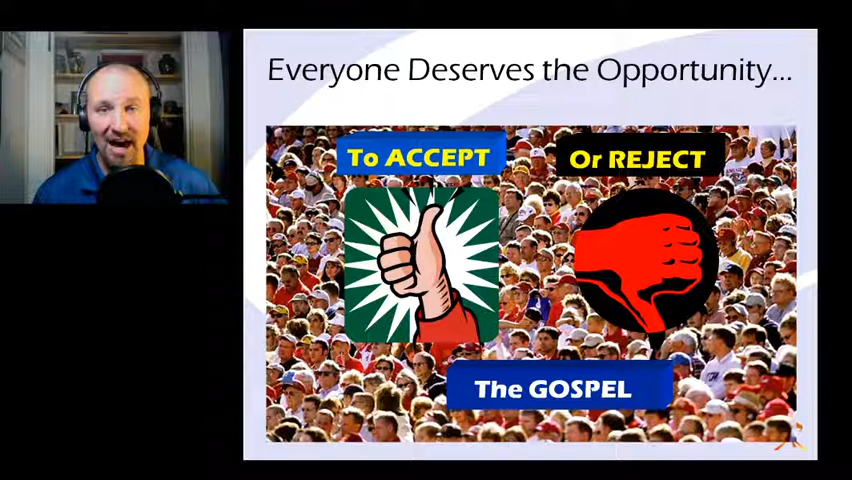 Everyone Deserves the Opportunity...
To ACCEPT
Or REJECT
The GOSPEL